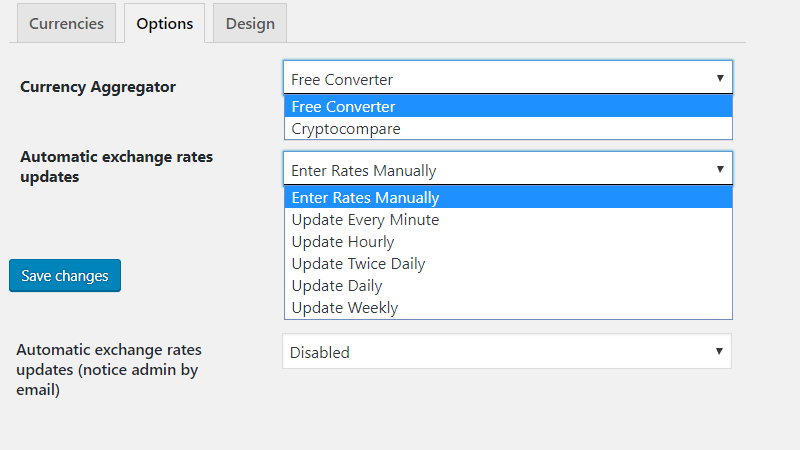 Currencies Options Design
Currency Aggregator Free Converter
Free Converter
Cryptocompare
Automatic exchange rates
updates
Enter Rates Manually
Enter Rates Manually
Update Every Minute
Update Hourly
Update Twice Daily
Update Daily
Update Weekly
Save changes
Automatic exchange rates
updates (notice admin by
email)
Disabled